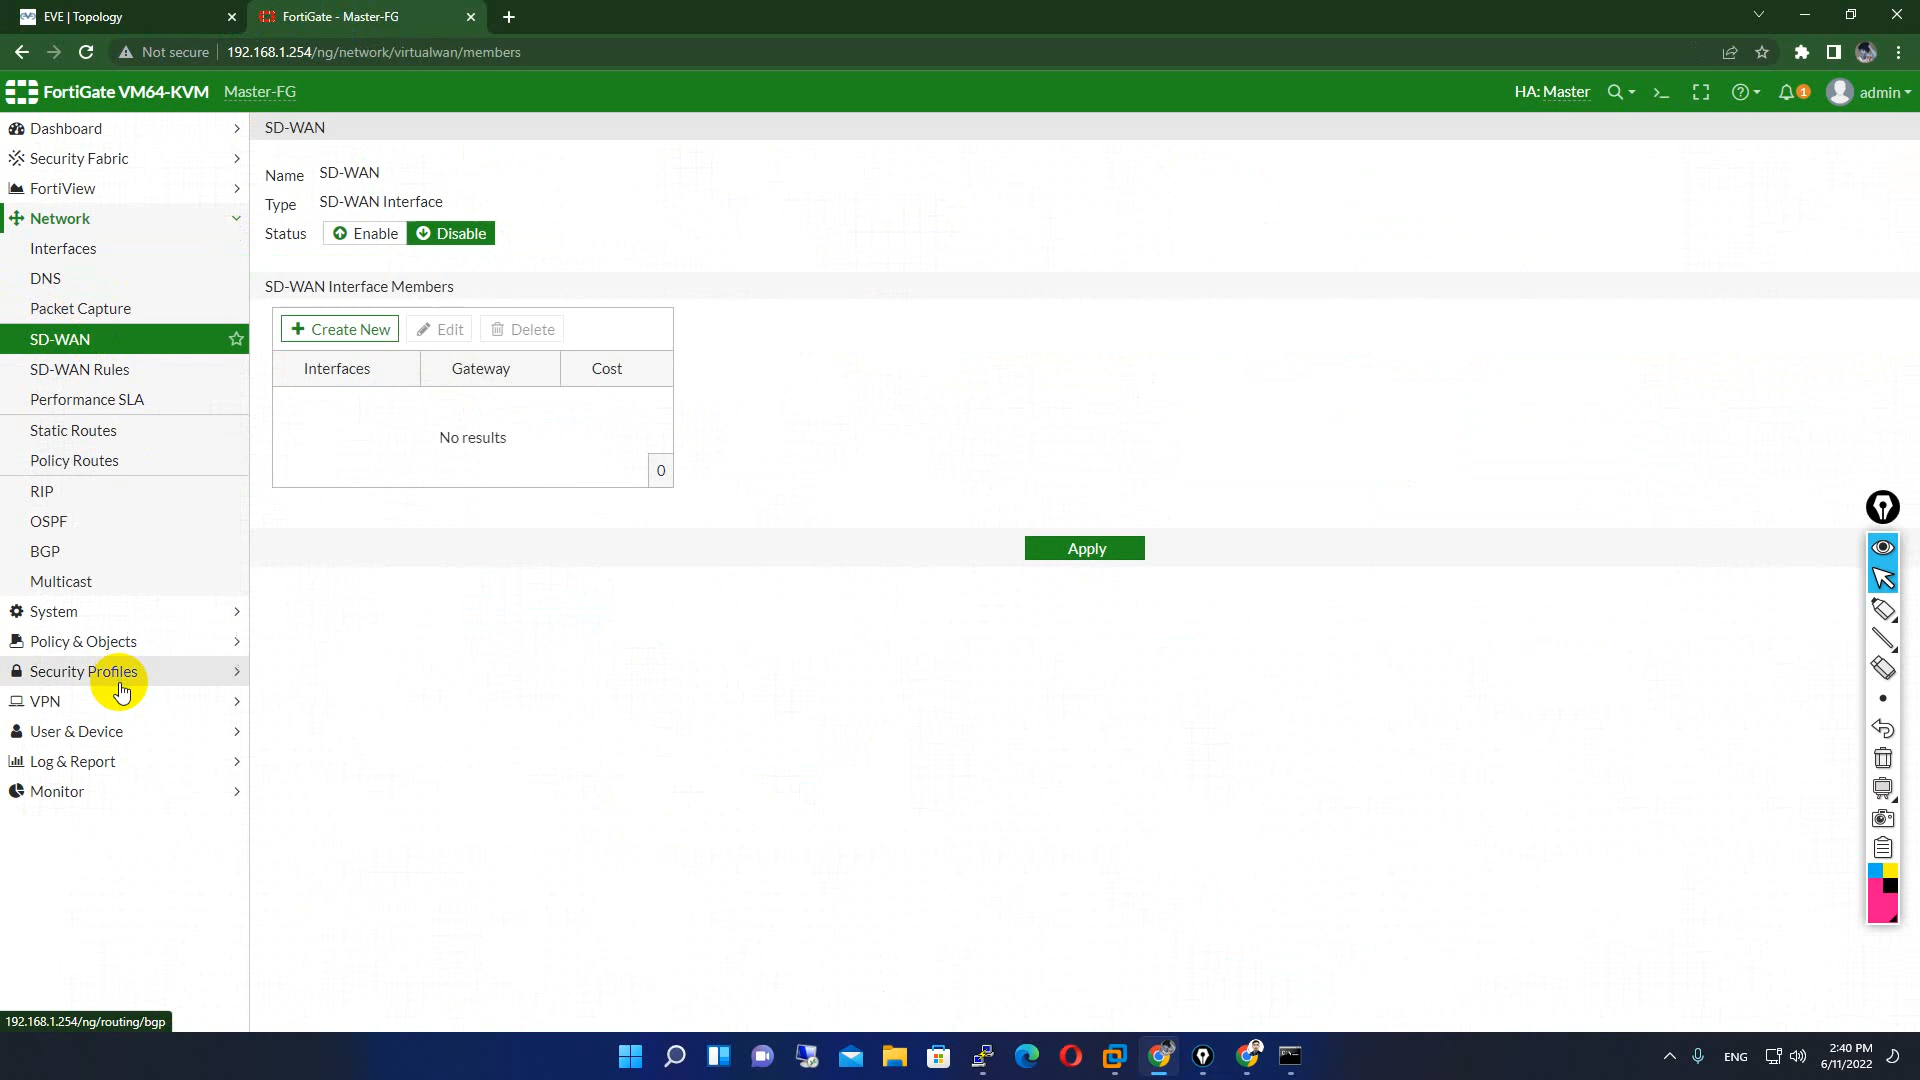 EVE | Topology
FortiGate - Master-FG
Not secure
192.168.1.254/ng/network/virtualwan/members
FortiGate VM64-KVM
Master-FG
HA: Master
1
admin
Dashboard
Security Fabric
FortiView
Network
Interfaces
DNS
Packet Capture
SD-WAN
SD-WAN Rules
Performance SLA
Static Routes
Policy Routes
RIP
OSPF
BGP
Multicast
System
Policy & Objects
Security Profiles
VPN
User & Device
Log & Report
Monitor
SD-WAN
Name SD-WAN
Type SD-WAN Interface
Status Enable Disable
SD-WAN Interface Members
Create New Edit Delete
Interfaces Gateway Cost
No results
0
Apply
192.168.1.254/ng/routing/bgp
ENG
2:40 PM
6/11/2022